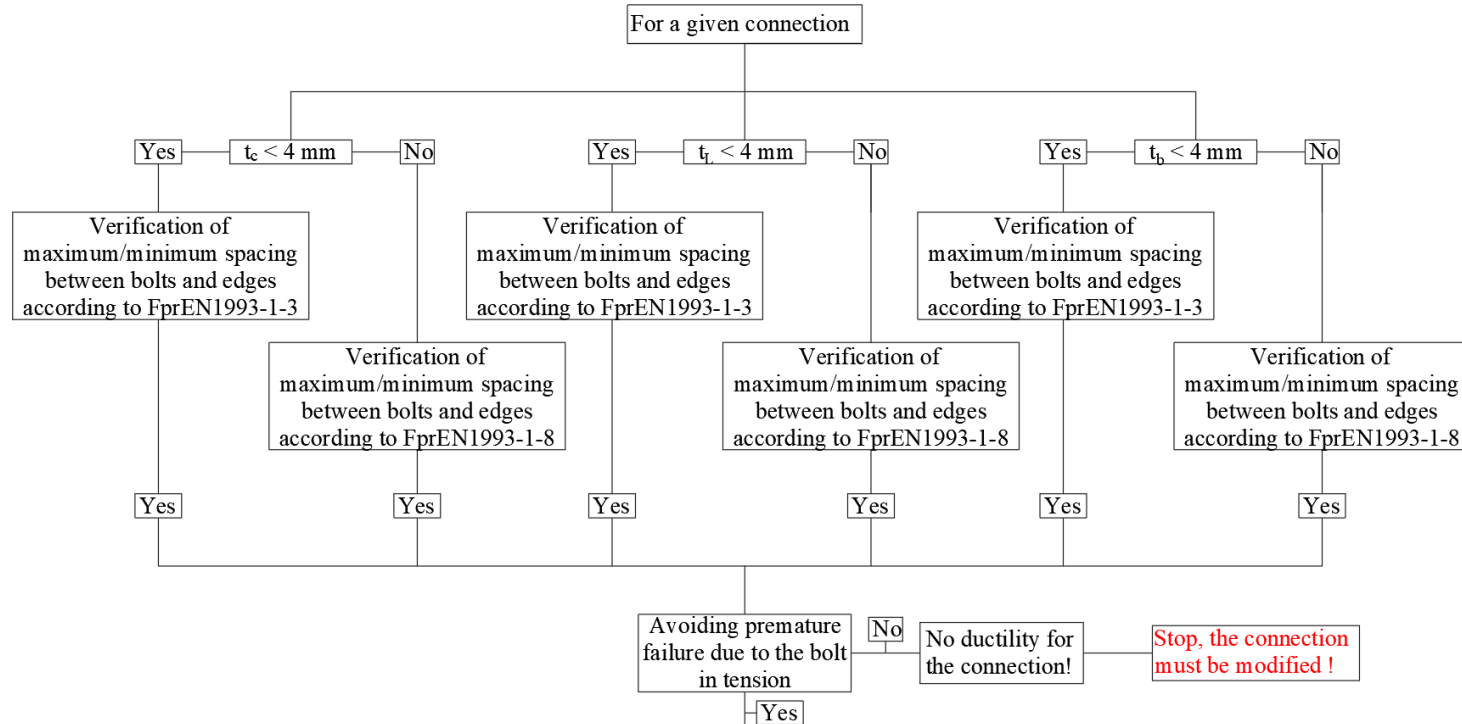 For a given connection
Yes
t_c < 4 mm
No
Yes
t_L < 4 mm
No
Yes
t_b < 4 mm
No
Verification of
maximum/minimum spacing
between bolts and edges
according to FprEN1993-1-3
Verification of
maximum/minimum spacing
between bolts and edges
according to FprEN1993-1-3
Verification of
maximum/minimum spacing
between bolts and edges
according to FprEN1993-1-3
Verification of
maximum/minimum spacing
between bolts and edges
according to FprEN1993-1-8
Verification of
maximum/minimum spacing
between bolts and edges
according to FprEN1993-1-8
Verification of
maximum/minimum spacing
between bolts and edges
according to FprEN1993-1-8
Yes
Yes
Yes
Yes
Yes
Yes
Avoiding premature
failure due to the bolt
in tension
No
No ductility for
the connection!
Stop, the connection
must be modified !
Yes